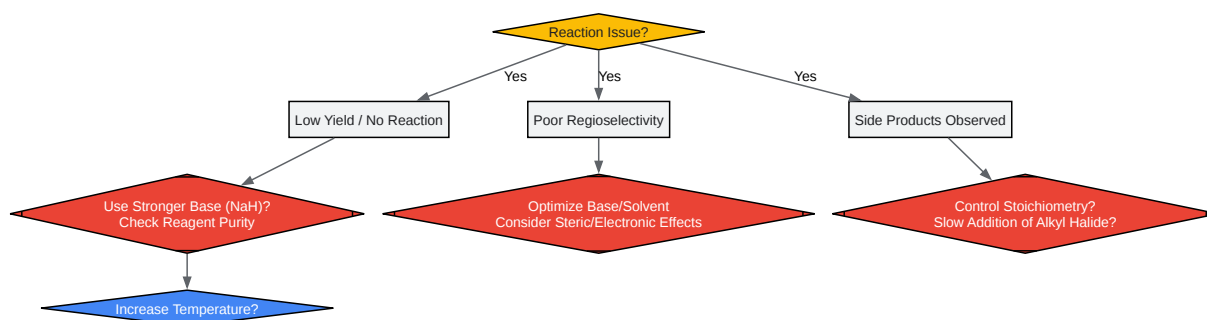 Reaction Issue?
Yes
Yes
Yes
Low Yield / No Reaction
Poor Regioselectivity
Side Products Observed
Use Stronger Base (NaH)?
Check Reagent Purity
Optimize Base/Solvent
Consider Steric/Electronic Effects
Control Stoichiometry?
Slow Addition of Alkyl Halide?
Increase Temperature?